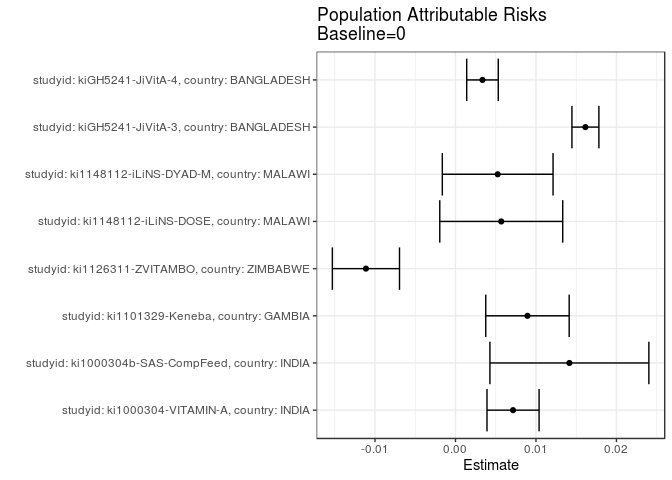 Population Attributable Risks
Baseline=0
studyid: kiGH5241-JiVitA-4, country: BANGLADESH
studyid: kiGH5241-JiVitA-3, country: BANGLADESH
studyid: ki1148112-iLiNS-DYAD-M, country: MALAWI
studyid: ki1148112-iLiNS-DOSE, country: MALAWI
studyid: ki1126311-ZVITAMBO, country: ZIMBABWE
studyid: ki1101329-Keneba, country: GAMBIA
studyid: ki1000304b-SAS-CompFeed, country: INDIA
studyid: ki1000304-VITAMIN-A, country: INDIA
-0.01 0.00 0.01 0.02
Estimate